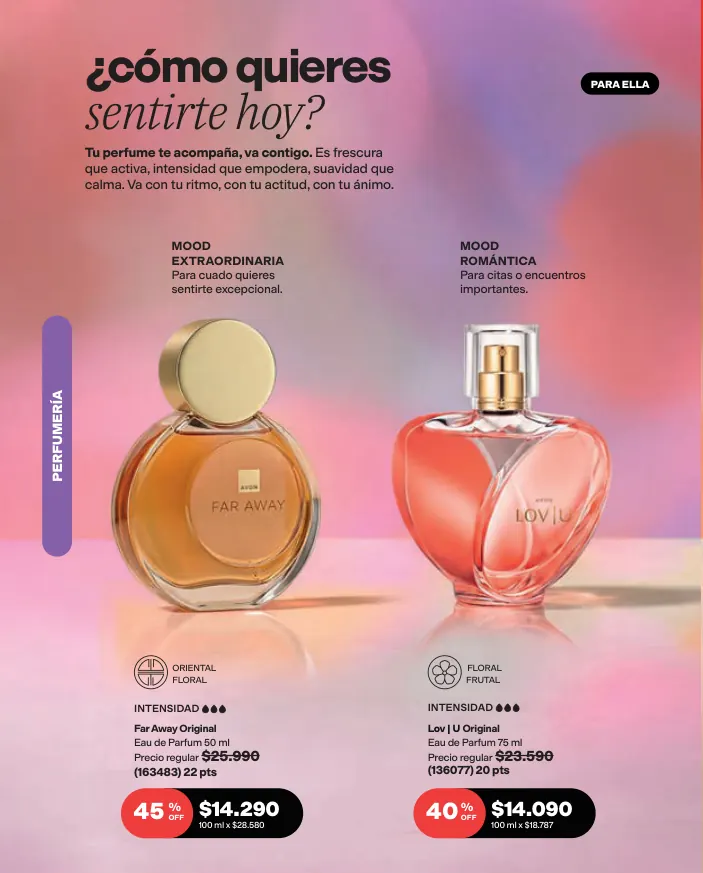 ¿cómo quieres
sentirte hoy?
PARA ELLA
Tu perfume te acompaña, va contigo. Es frescura
que activa, intensidad que empodera, suavidad que
calma. Va con tu ritmo, con tu actitud, con tu ánimo.
MOOD
EXTRAORDINARIA
Para cuado quieres
sentirte excepcional.
MOOD
ROMÁNTICA
Para citas o encuentros
importantes.
PERFUMERÍA
AVON
FAR AWAY
AVON
LOV|U
ORIENTAL
FLORAL
INTENSIDAD
Far Away Original
Eau de Parfum 50 ml
Precio regular $25.990
(163483) 22 pts
45% OFF
$14.290
100 ml x $28.580
FLORAL
FRUTAL
INTENSIDAD
Lov | U Original
Eau de Parfum 75 ml
Precio regular $23.590
(136077) 20 pts
40% OFF
$14.090
100 ml x $18.787